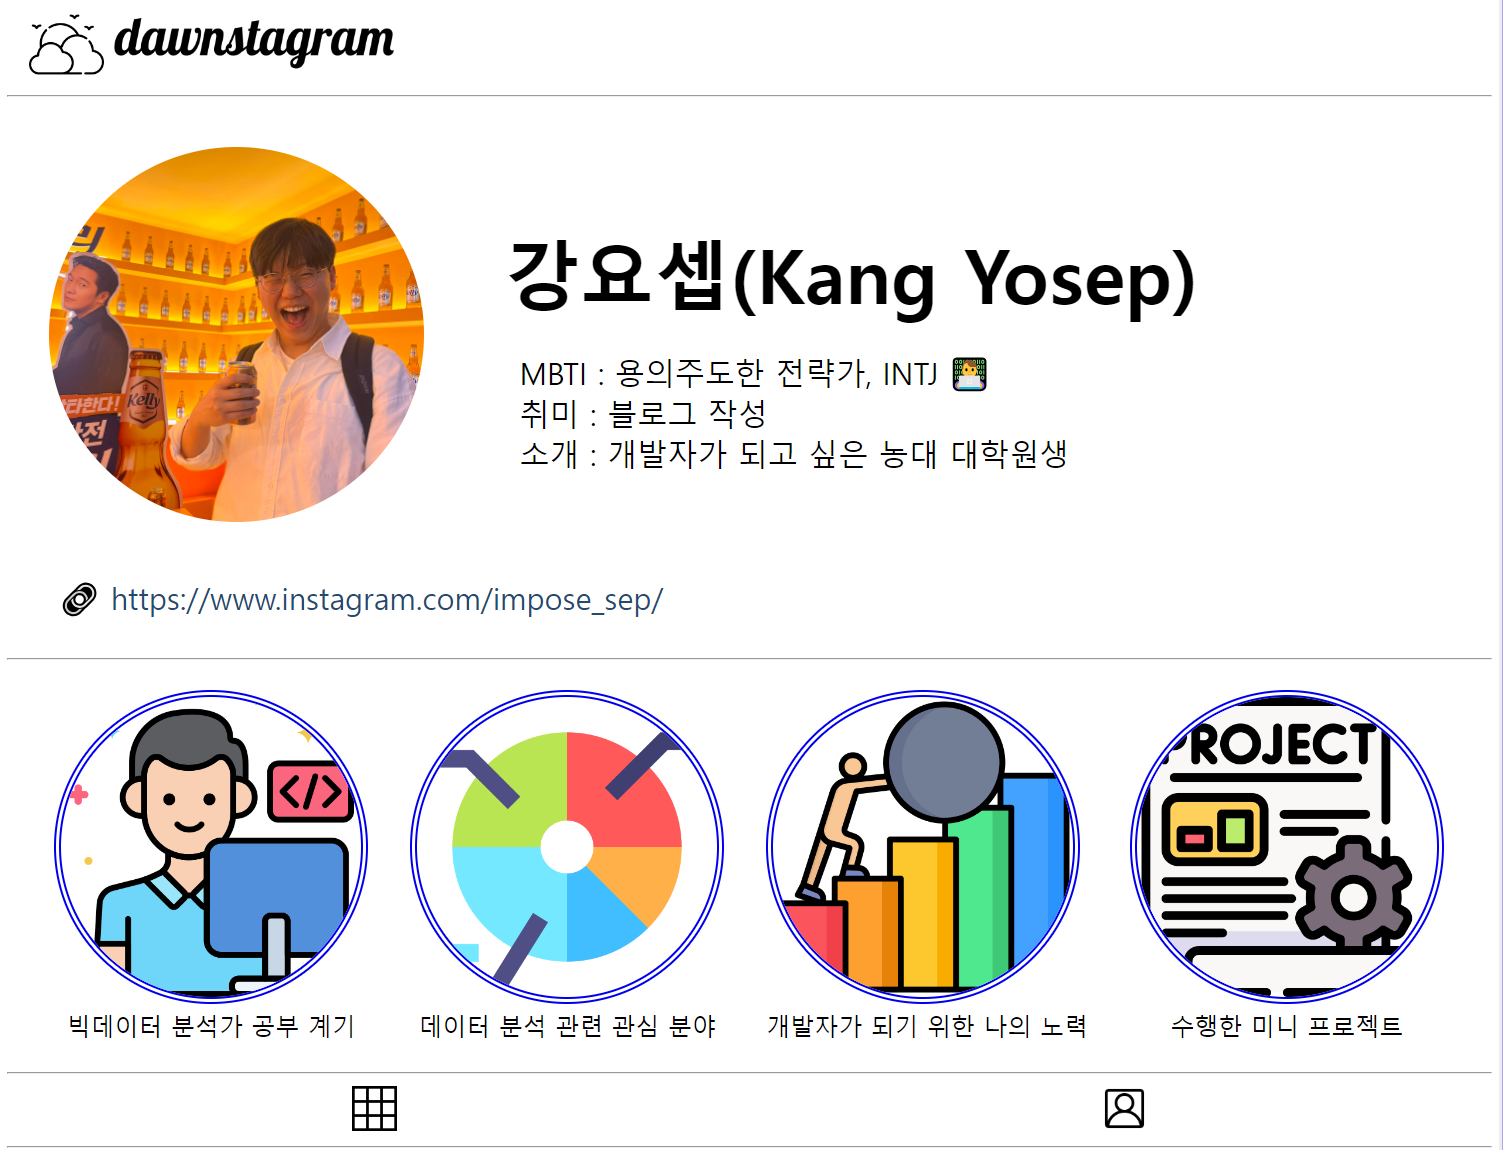 dawnstagram
강요셉(Kang Yosep)
MBTI : 용의주도한 전략가, INTJ
취미 : 블로그 작성
소개 : 개발자가 되고 싶은 농대 대학원생
Kelly
https://www.instagram.com/impose_sep/
</>
PROJECT
빅데이터 분석가 공부 계기
데이터 분석 관련 관심 분야
개발자가 되기 위한 나의 노력
수행한 미니 프로젝트